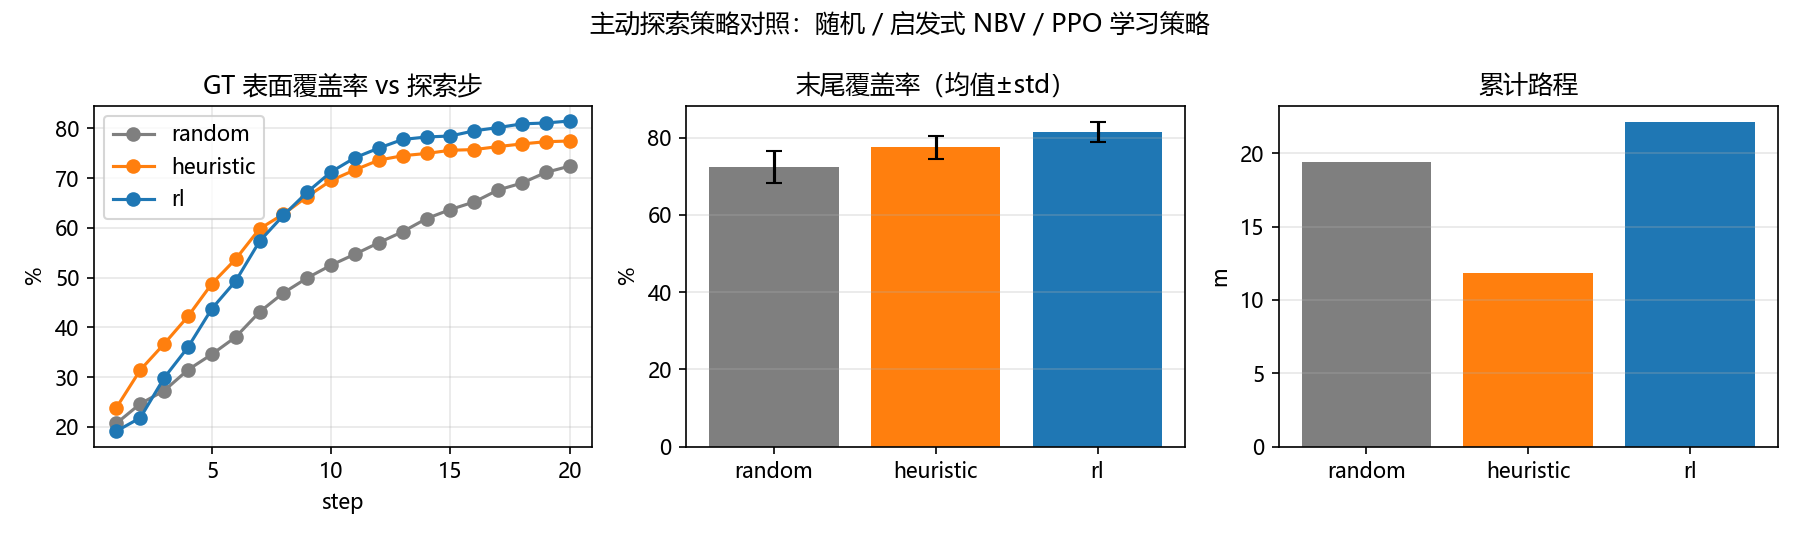 主动探索策略对照：随机 / 启发式 NBV / PPO 学习策略
GT 表面覆盖率 vs 探索步
%
80
70
60
50
40
30
20
random
heuristic
rl
5
10
15
20
step
末尾覆盖率（均值±std）
%
80
60
40
20
0
random
heuristic
rl
累计路程
m
20
15
10
5
0
random
heuristic
rl